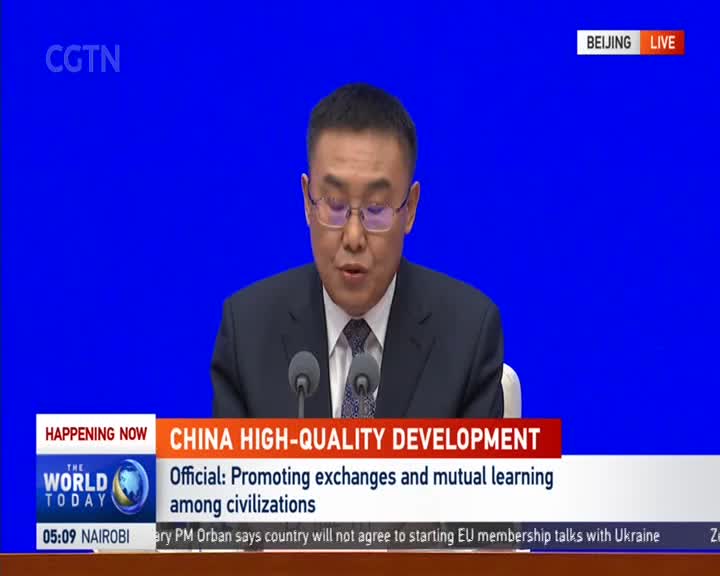 CGTN
BEIJING LIVE
HAPPENING NOW
CHINA HIGH-QUALITY DEVELOPMENT
THE
WORLD
TODAY
Official: Promoting exchanges and mutual learning
among civilizations
05:09 NAIROBI
ary PM Orban says country will not agree to starting EU membership talks with Ukraine